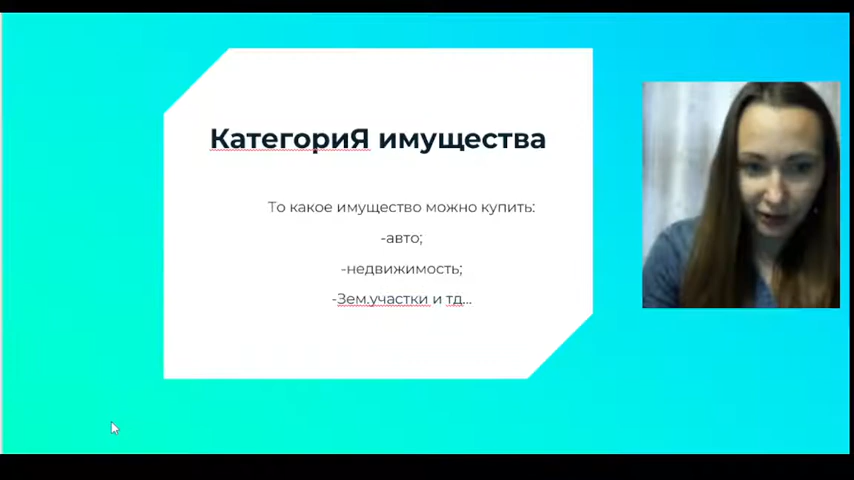 КатегориЯ имущества
То какое имущество можно купить:
-авто;
-недвижимость;
-Зем.участки и тд...